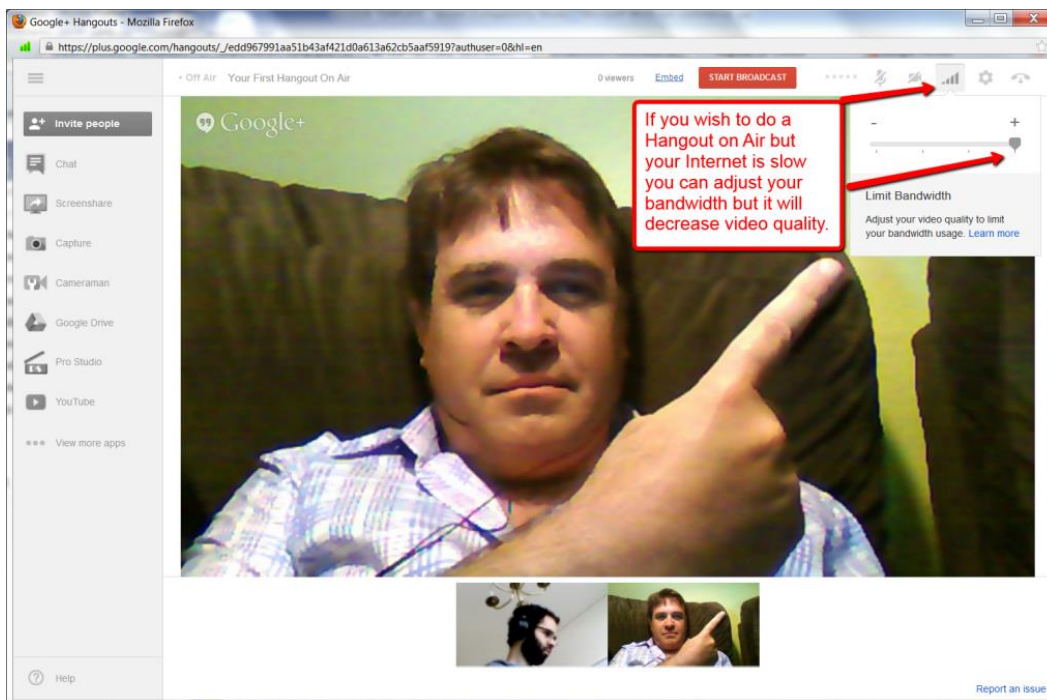 Google+ Hangouts - Mozilla Firefox
https://plus.google.com/hangouts/_/edd967991aa51b43af421d0a613a62cb5aaf5919?authuser=0&hl=en
• Off Air Your First Hangout On Air 0 viewers Embed START BROADCAST
Invite people
Chat
Screenshare
Capture
Cameraman
Google Drive
Pro Studio
YouTube
View more apps
Help
Google+
If you wish to do a
Hangout on Air but
your Internet is slow
you can adjust your
bandwidth but it will
decrease video quality.
- +
Limit Bandwidth
Adjust your video quality to limit
your bandwidth usage. Learn more
Report an issue